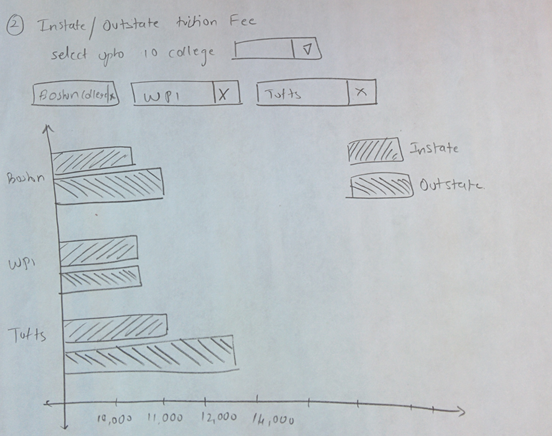 ② Instate/Outstate tuition Fee
select upto 10 college
Boston College x
WPI X
Tufts X
Instate
Outstate
Boston
WPI
Tufts
10,000 11,000 12,000 14,000